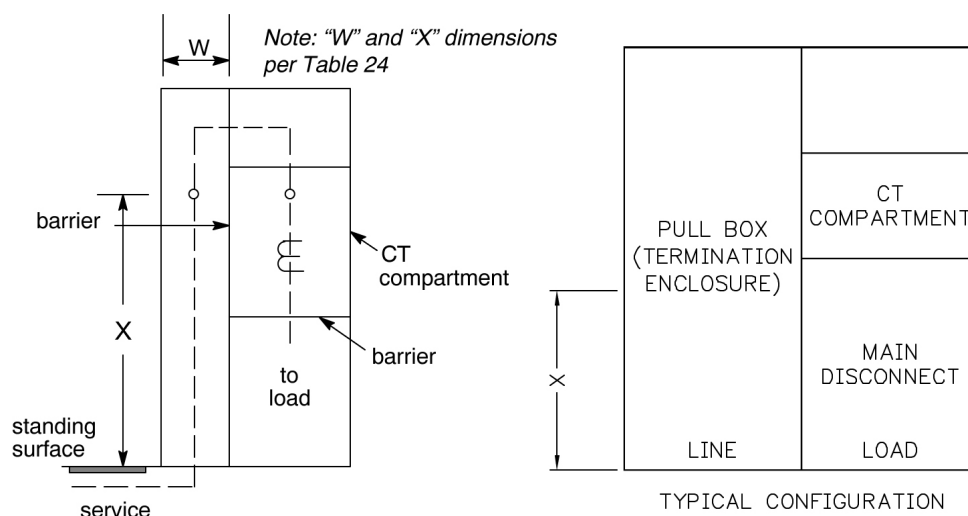 W
Note: “W” and “X” dimensions
per Table 24
barrier
CT
compartment
X
barrier
to
load
standing
surface
service
PULL BOX
(TERMINATION
ENCLOSURE)
CT
COMPARTMENT
X
MAIN
DISCONNECT
LINE
LOAD
TYPICAL CONFIGURATION